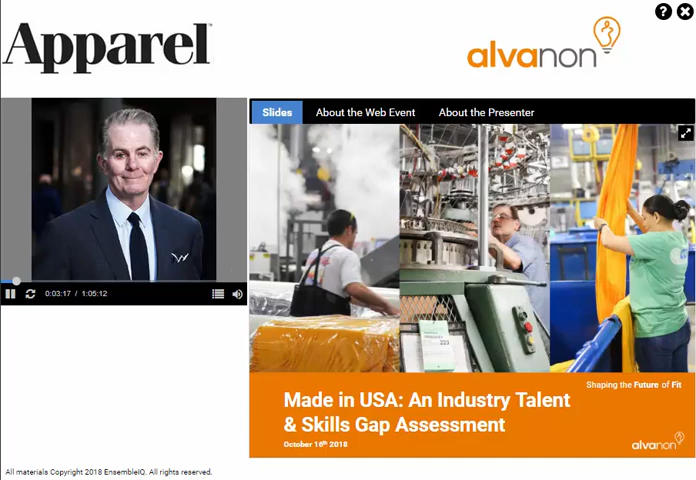 Apparel
alvanon
Slides
About the Web Event
About the Presenter
0:03:17 / 1:05:12
223
Shaping the Future of Fit
Made in USA: An Industry Talent
& Skills Gap Assessment
October 16th 2018
alvanon
All materials Copyright 2018 EnsembleIQ. All rights reserved.